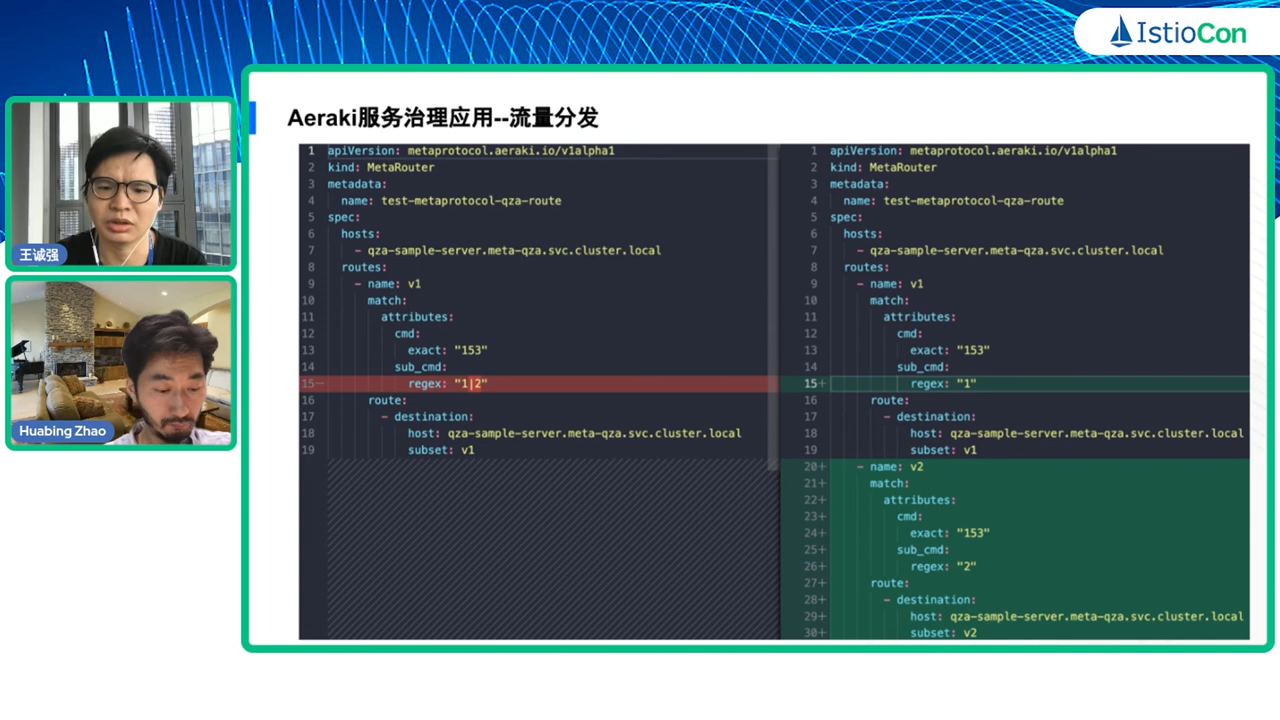 IstioCon
Aeraki服务治理应用--流量分发
王诚强
Huabing Zhao
1 apiVersion: metaprotocol.aeraki.io/v1alpha1
2 kind: MetaRouter
3 metadata:
4 name: test-metaprotocol-qza-route
5 spec:
6 hosts:
7 - qza-sample-server.meta-qza.svc.cluster.local
8 routes:
9 - name: v1
10 match:
11 attributes:
12 cmd:
13 exact: "153"
14 sub_cmd:
15- regex: "1|2"
16 route:
17 - destination:
18 host: qza-sample-server.meta-qza.svc.cluster.local
19 subset: v1
1 apiVersion: metaprotocol.aeraki.io/v1alpha1
2 kind: MetaRouter
3 metadata:
4 name: test-metaprotocol-qza-route
5 spec:
6 hosts:
7 - qza-sample-server.meta-qza.svc.cluster.local
8 routes:
9 - name: v1
10 match:
11 attributes:
12 cmd:
13 exact: "153"
14 sub_cmd:
15+ regex: "1"
16 route:
17 - destination:
18 host: qza-sample-server.meta-qza.svc.cluster.local
19 subset: v1
20+ - name: v2
21+ match:
22+ attributes:
23+ cmd:
24+ exact: "153"
25+ sub_cmd:
26+ regex: "2"
27+ route:
28+ - destination:
29+ host: qza-sample-server.meta-qza.svc.cluster.local
30+ subset: v2